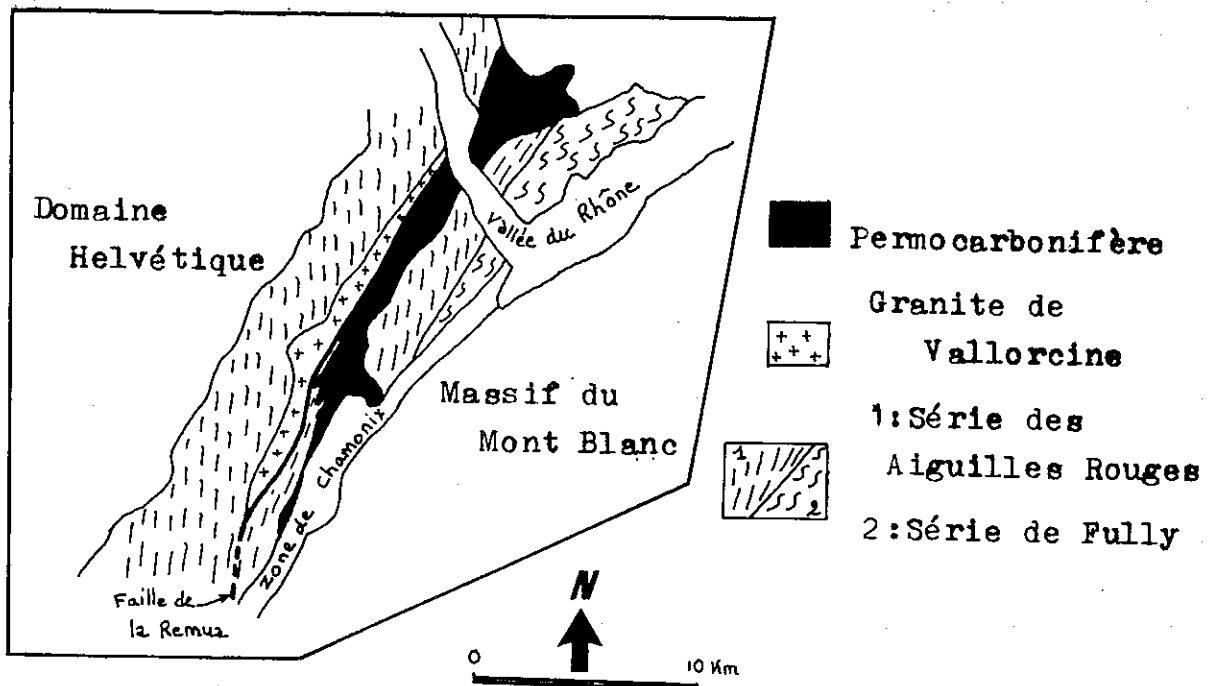 Domaine
Helvétique
Vallée du Rhône
Massif du
Mont Blanc
Zone de Chamonix
Faille de
la Remua
Permocarbonifère
Granite de
Vallorcine
1
2
1:Série des
Aiguilles Rouges
2:Série de Fully
N
0
10 Km